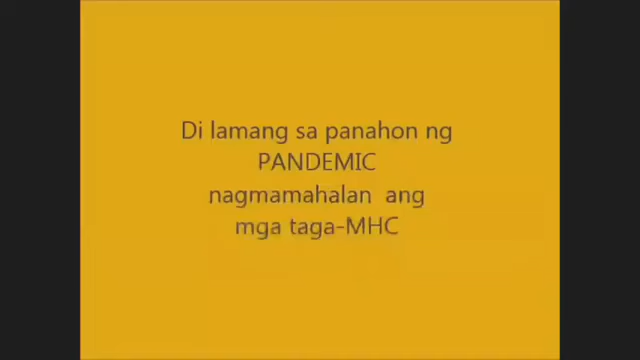 Di lamang sa panahon ng
PANDEMIC
nagmamahalan ang
mga taga-MHC